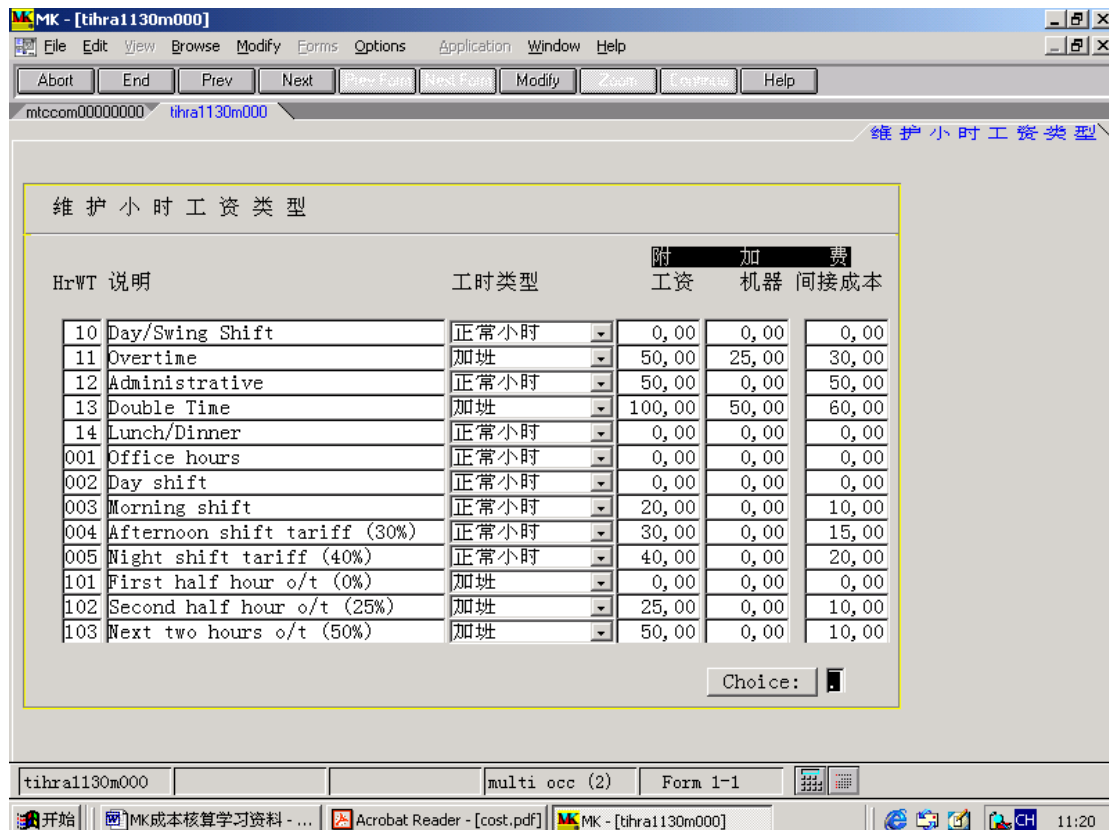 MK - [tihra1130m000]
File Edit View Browse Modify Forms Options Application Window Help
Abort End Prev Next Prev Form Next Form Modify Zoom Continue Help
mtccom00000000 tihra1130m000
维护小时工资类型
维护小时工资类型
附 加 费
HrWT 说明 工时类型 工资 机器 间接成本
10 Day/Swing Shift 正常小时 0,00 0,00 0,00
11 Overtime 加班 50,00 25,00 30,00
12 Administrative 正常小时 50,00 0,00 50,00
13 Double Time 加班 100,00 50,00 60,00
14 Lunch/Dinner 正常小时 0,00 0,00 0,00
001 Office hours 正常小时 0,00 0,00 0,00
002 Day shift 正常小时 0,00 0,00 0,00
003 Morning shift 正常小时 20,00 0,00 10,00
004 Afternoon shift tariff (30%) 正常小时 30,00 0,00 15,00
005 Night shift tariff (40%) 正常小时 40,00 0,00 20,00
101 First half hour o/t (0%) 加班 0,00 0,00 0,00
102 Second half hour o/t (25%) 加班 25,00 0,00 10,00
103 Next two hours o/t (50%) 加班 50,00 0,00 10,00
Choice: .
tihra1130m000 multi occ (2) Form 1-1
开始 MK成本核算学习资料 - ... Acrobat Reader - [cost.pdf] MK - [tihra1130m000] CH 11:20